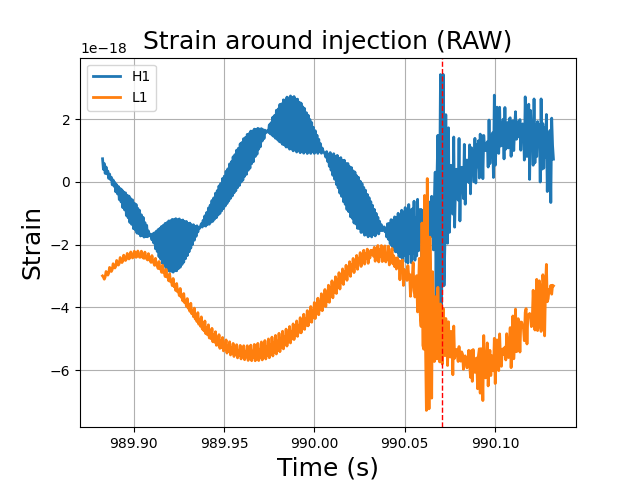 Strain around injection (RAW)
1e−18
H1
L1
2
0
−2
−4
−6
Strain
989.90
989.95
990.00
990.05
990.10
Time (s)